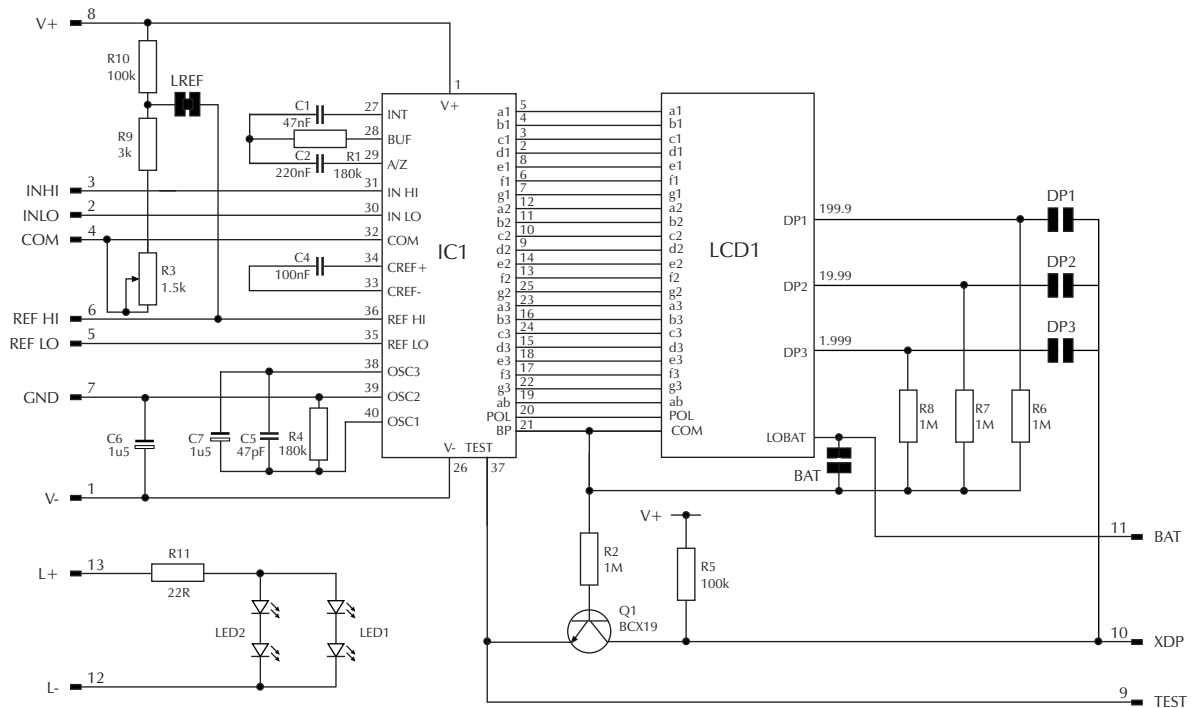 V+ 8
R10
100k
LREF
R9
3k
INHI 3
INLO 2
COM 4
R3
1.5k
REF HI 6
REF LO 5
GND 7
C6
1u5
C7
1u5
C5
47pF
R4
180k
V- 1
C1
47nF
C2
220nF
R1
180k
C4
100nF
1
V+
27 INT
28 BUF
29 A/Z
31 IN HI
30 IN LO
32 COM
34 CREF+
33 CREF-
36 REF HI
35 REF LO
38 OSC3
39 OSC2
40 OSC1
IC1
V- TEST
26 37
a1 5 a1
b1 4 b1
c1 3 c1
d1 2 d1
e1 8 e1
f1 6 f1
g1 7 g1
a2 12 a2
b2 11 b2
c2 10 c2
d2 9 d2
e2 14 e2
f2 13 f2
g2 25 g2
a3 23 a3
b3 16 b3
c3 24 c3
d3 15 d3
e3 18 e3
f3 17 f3
g3 22 g3
ab 19 ab
POL 20 POL
BP 21 COM
LCD1
DP1 199.9
DP2 19.99
DP3 1.999
LOBAT
DP1
DP2
DP3
R8
1M
R7
1M
R6
1M
BAT
V+
R2
1M
R5
100k
Q1
BCX19
11 BAT
10 XDP
9 TEST
L+ 13
R11
22R
LED2
LED1
L- 12